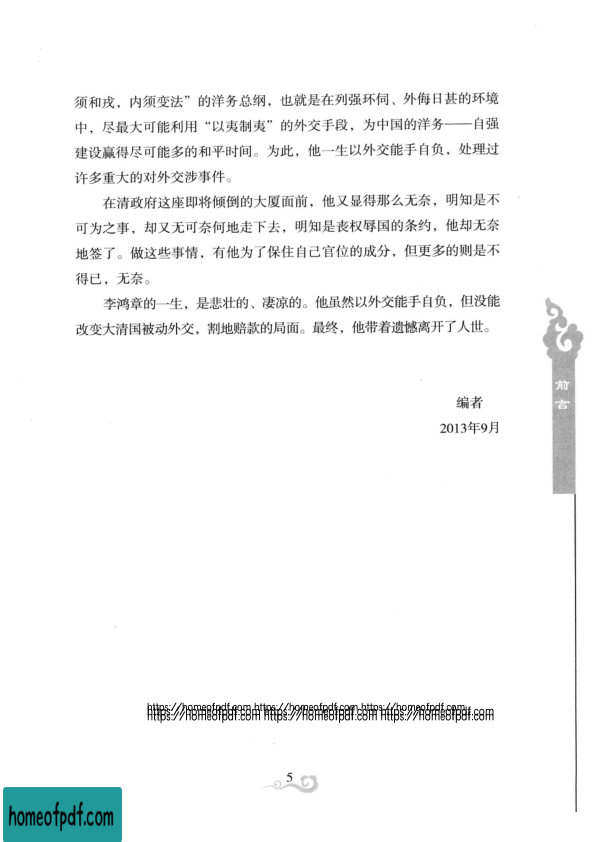 须和戎，内须变法”的洋务总纲，也就是在列强环伺、外侮日甚的环境
中，尽最大可能利用“以夷制夷”的外交手段，为中国的洋务——自强
建设赢得尽可能多的和平时间。为此，他一生以外交能手自负，处理过
许多重大的对外交涉事件。
在清政府这座即将倾倒的大厦面前，他又显得那么无奈，明知是不
可为之事，却又无可奈何地走下去，明知是丧权辱国的条约，他却无奈
地签了。做这些事情，有他为了保住自己官位的成分，但更多的则是不
得已，无奈。
李鸿章的一生，是悲壮的、凄凉的。他虽然以外交能手自负，但没能
改变大清国被动外交，割地赔款的局面。最终，他带着遗憾离开了人世。
前言
编者
2013年9月
https://homeofpdf.com https://homeofpdf.com https://homeofpdf.com
https://homeofpdf.com https://homeofpdf.com https://homeofpdf.com
5
homeofpdf.com